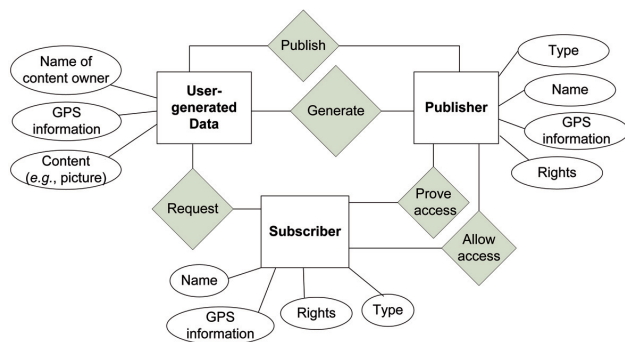 Publish
Type
Name of
content owner
User-
generated
Data
Generate
Publisher
Name
GPS
information
GPS
information
Content
(e.g., picture)
Rights
Request
Prove
access
Subscriber
Allow
access
Name
GPS
information
Rights
Type